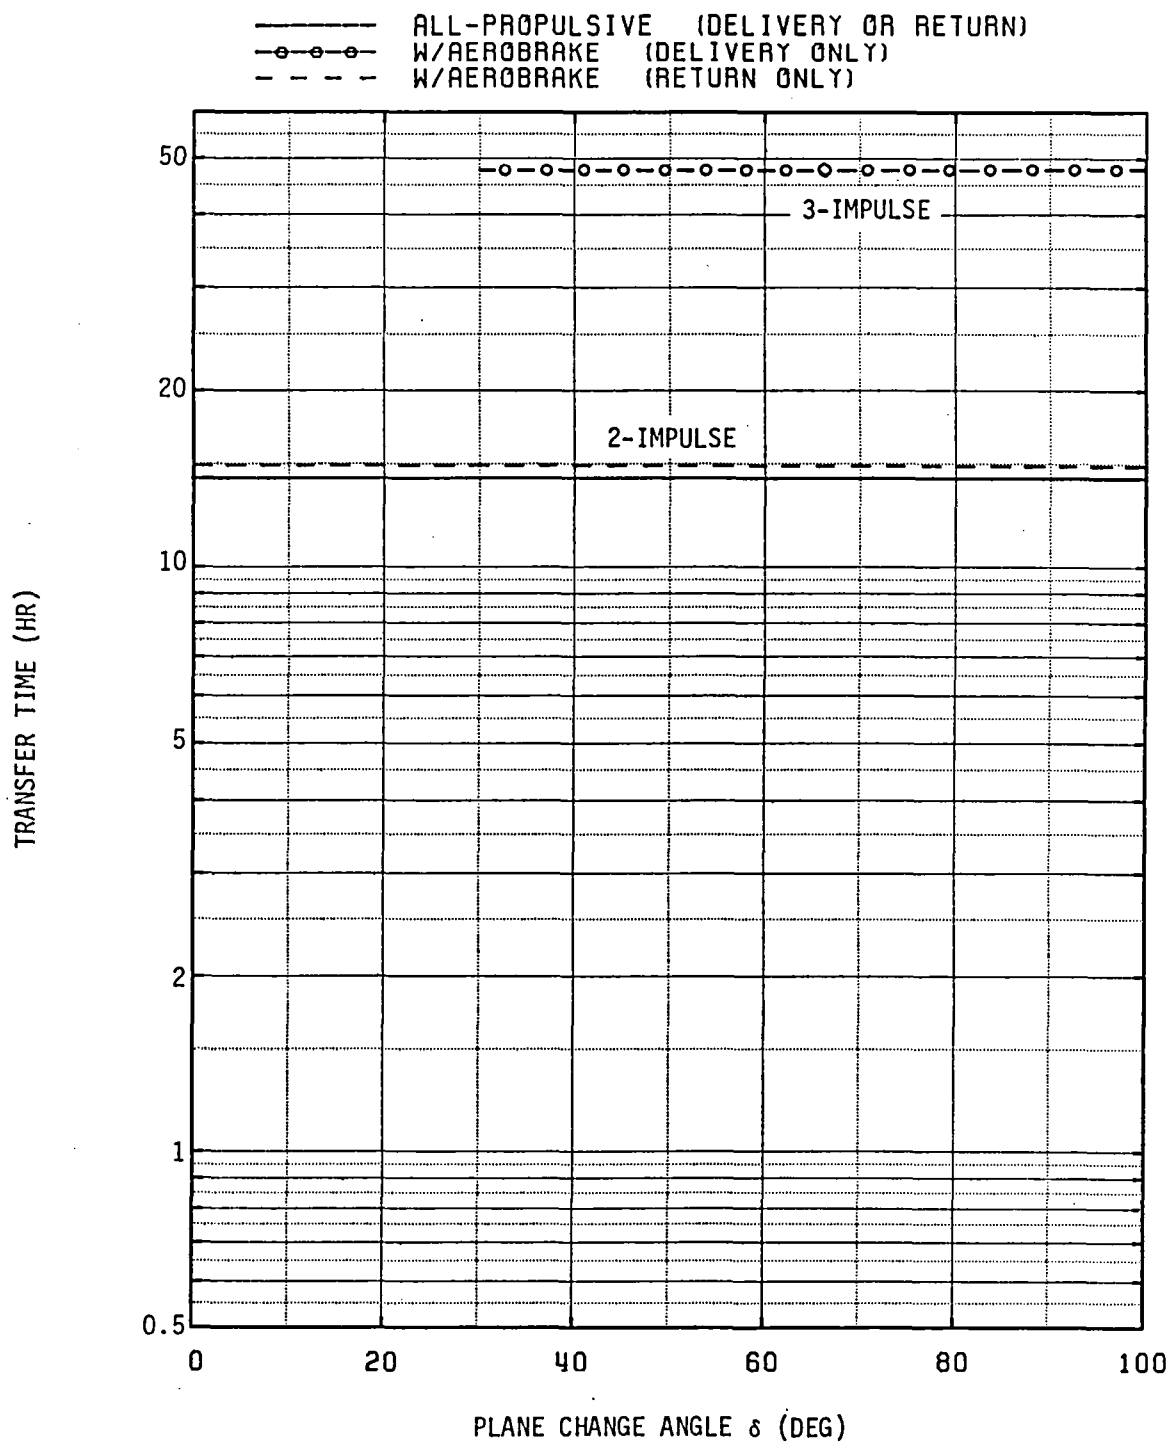 ALL-PROPULSIVE (DELIVERY OR RETURN)
W/AEROBRAKE (DELIVERY ONLY)
W/AEROBRAKE (RETURN ONLY)
50
3-IMPULSE
20
2-IMPULSE
10
5
2
1
0.5
TRANSFER TIME (HR)
0 20 40 60 80 100
PLANE CHANGE ANGLE δ (DEG)